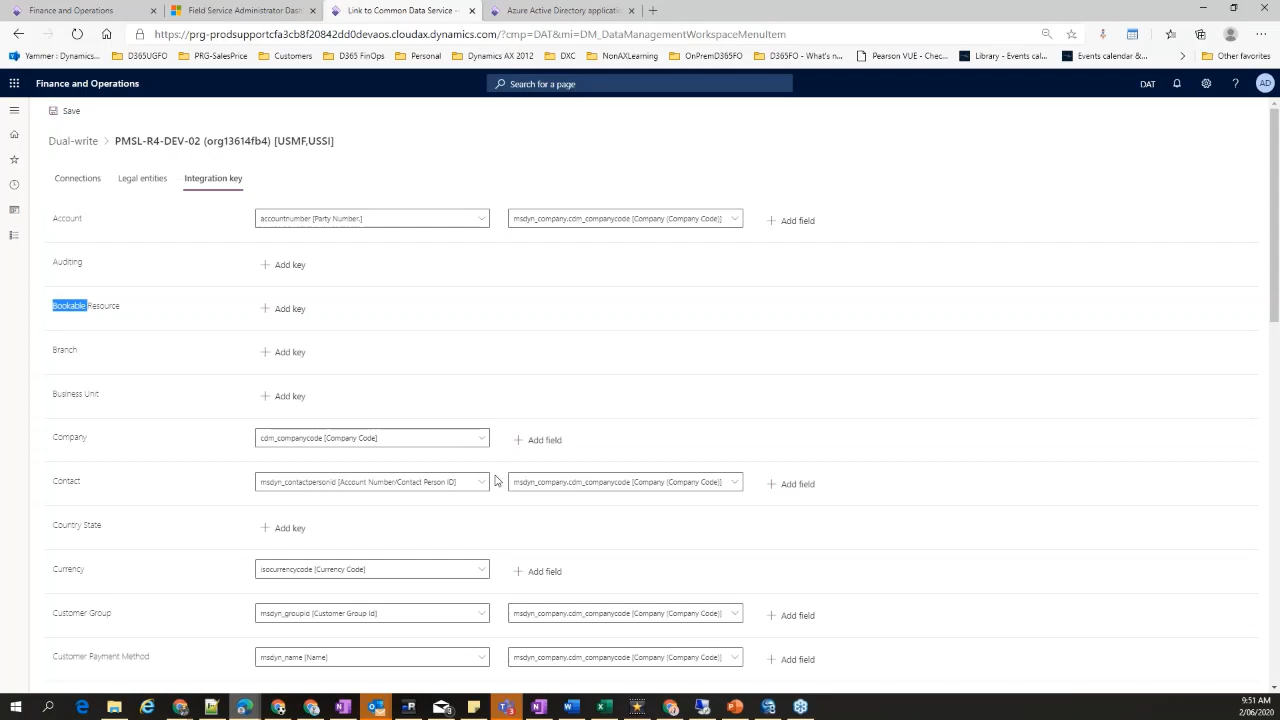 Finance and Operations
Field Service Administrator Dash
Link to Common Data Service -
Azure Active Directory application
https://prg-prodsupportcfa3cb8f20842dd0devaos.cloudax.dynamics.com/?cmp=DAT&mi=DM_DataManagementWorkspaceMenuItem
Yammer : Dynamics... D365UGFO PRG-SalesPrice Customers D365 FinOps Personal Dynamics AX 2012 DXC NonAXLearning OnPremD365FO D365FO - What's n... Pearson VUE - Chec... Library - Events cal... Events calendar &... Other favorites
Finance and Operations Search for a page DAT ? AD
Save
Dual-write > PMSL-R4-DEV-02 (org13614fb4) [USMF,USSI]
Connections Legal entities Integration key
Account accountnumber [Party Number.] msdyn_company.cdm_companycode [Company (Company Code)] Add field
Auditing Add key
Bookable Resource Add key
Branch Add key
Business Unit Add key
Company cdm_companycode [Company Code] Add field
Contact msdyn_contactpersonid [Account Number/Contact Person ID] msdyn_company.cdm_companycode [Company (Company Code)] Add field
Country State Add key
Currency isocurrencycode [Currency Code] Add field
Customer Group msdyn_groupid [Customer Group Id] msdyn_company.cdm_companycode [Company (Company Code)] Add field
Customer Payment Method msdyn_name [Name] msdyn_company.cdm_companycode [Company (Company Code)] Add field
9:51 AM
2/06/2020